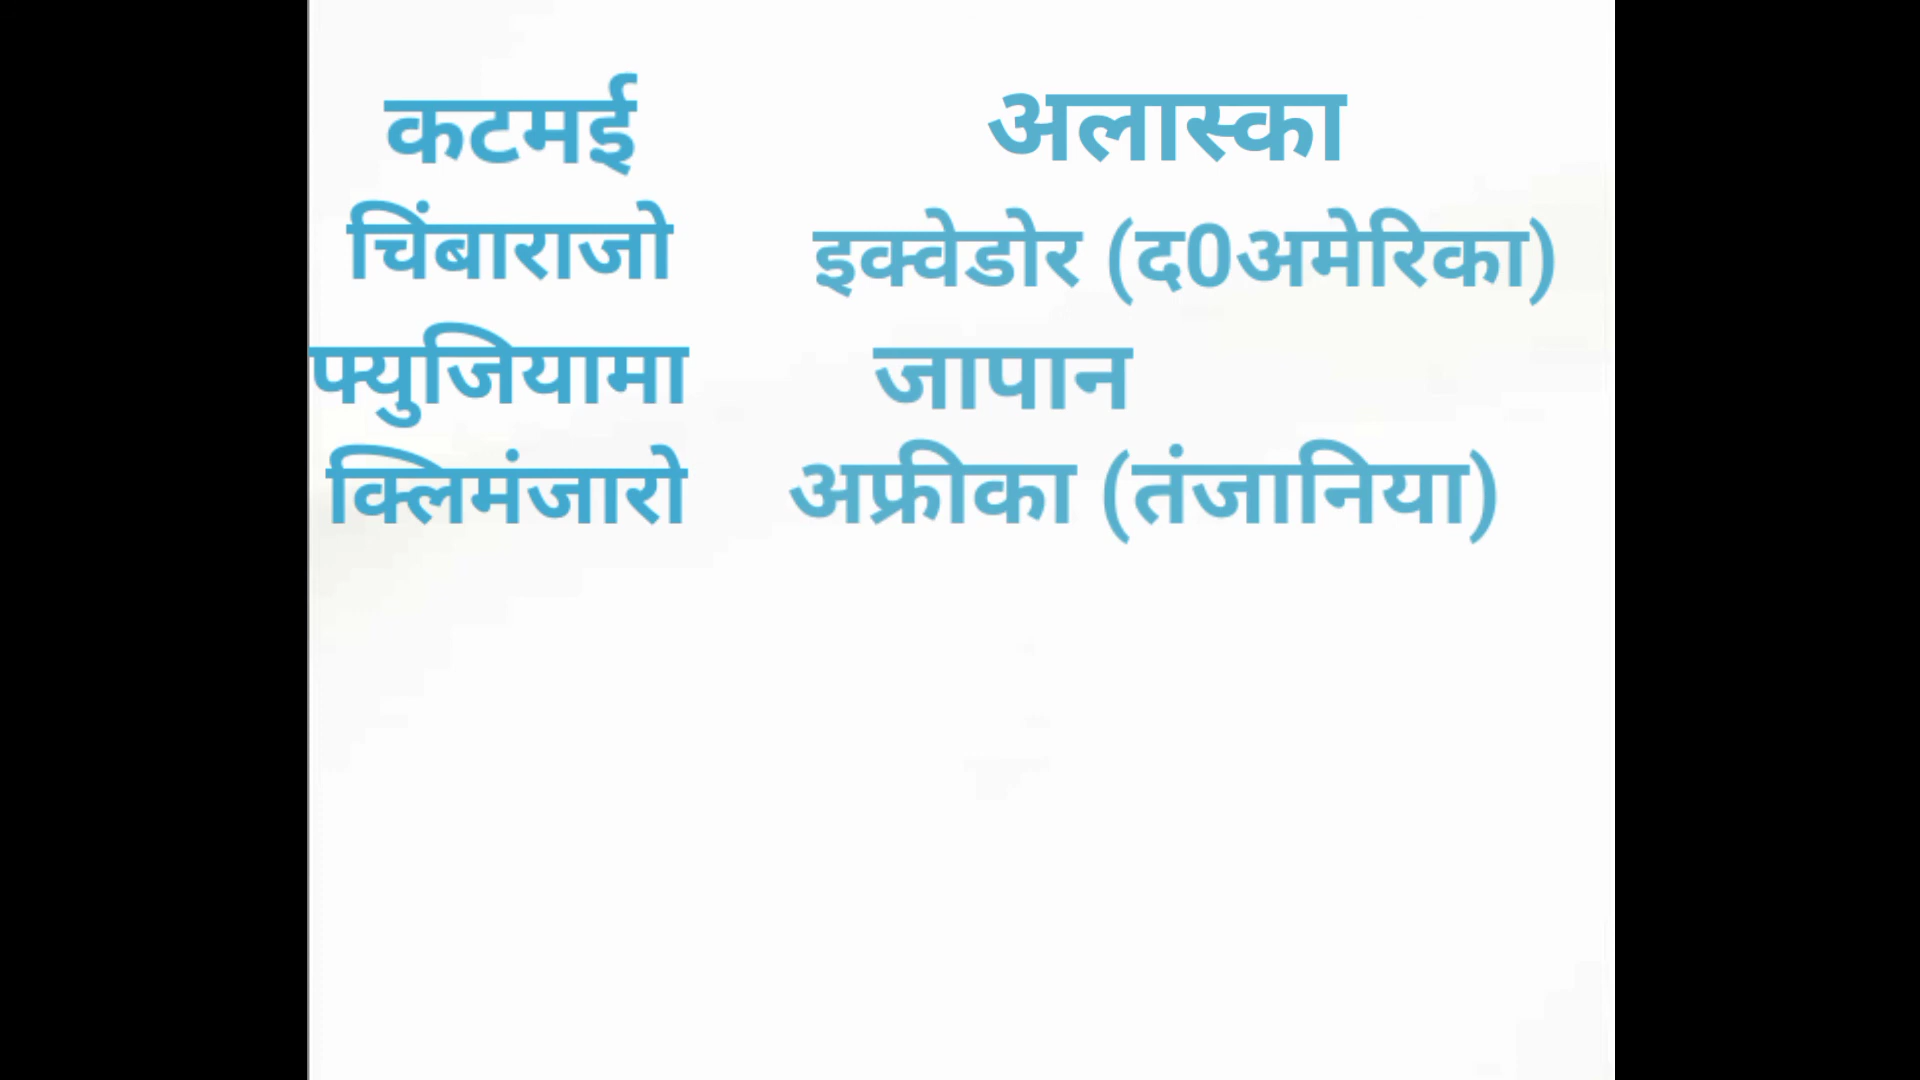 कटमई अलास्का
चिंबाराजो इक्वेडोर (द0अमेरिका)
फ्युजियामा जापान
क्लिमंजारो अफ्रीका (तंजानिया)